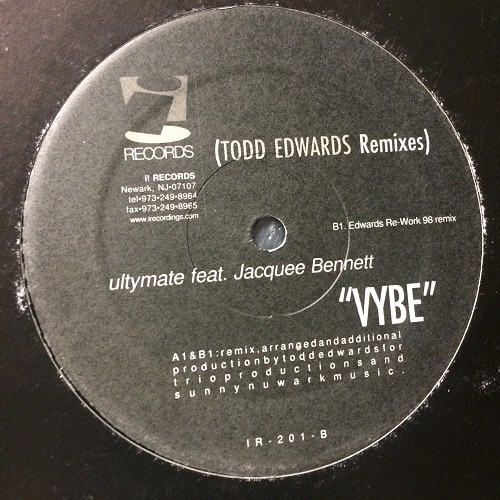 i!
RECORDS
(TODD EDWARDS Remixes)
i! RECORDS
Newark, NJ•07107
tel•973•249•8964
fax•973•249•8965
www.irecordings.com
B1. Edwards Re-Work 98 remix
ultymate feat. Jacquee Bennett
"VYBE"
A1&B1:remix,arrangedandadditional
productionbytoddedwardsfor
trioproductionsand
sunnynuwarkmusic.
IR-201-B